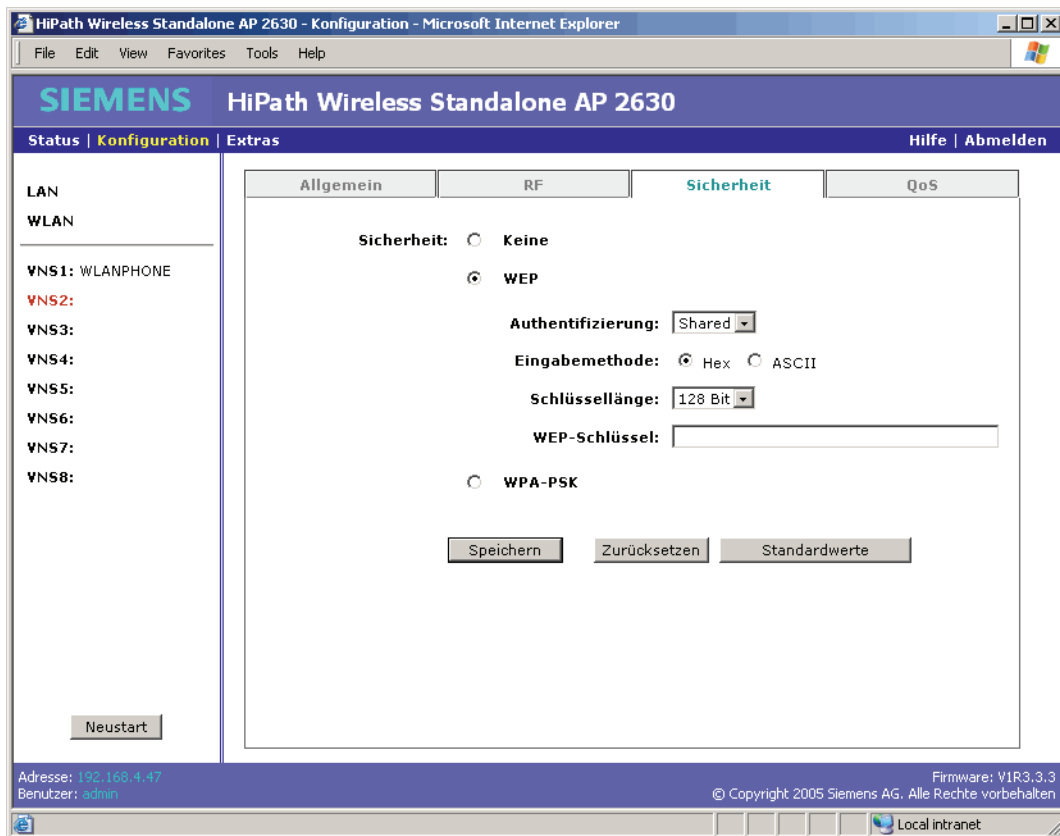 HiPath Wireless Standalone AP 2630 - Konfiguration - Microsoft Internet Explorer
File Edit View Favorites Tools Help
SIEMENS HiPath Wireless Standalone AP 2630
Status | Konfiguration | Extras Hilfe | Abmelden
LAN
WLAN
VNS1: WLANPHONE
VNS2:
VNS3:
VNS4:
VNS5:
VNS6:
VNS7:
VNS8:
Neustart
Allgemein RF Sicherheit QoS
Sicherheit: Keine
WEP
Authentifizierung: Shared
Eingabemethode: Hex ASCII
Schlüssellänge: 128 Bit
WEP-Schlüssel:
WPA-PSK
Speichern Zurücksetzen Standardwerte
Adresse: 192.168.4.47 Firmware: V1R3.3.3
Benutzer: admin © Copyright 2005 Siemens AG. Alle Rechte vorbehalten
Local intranet